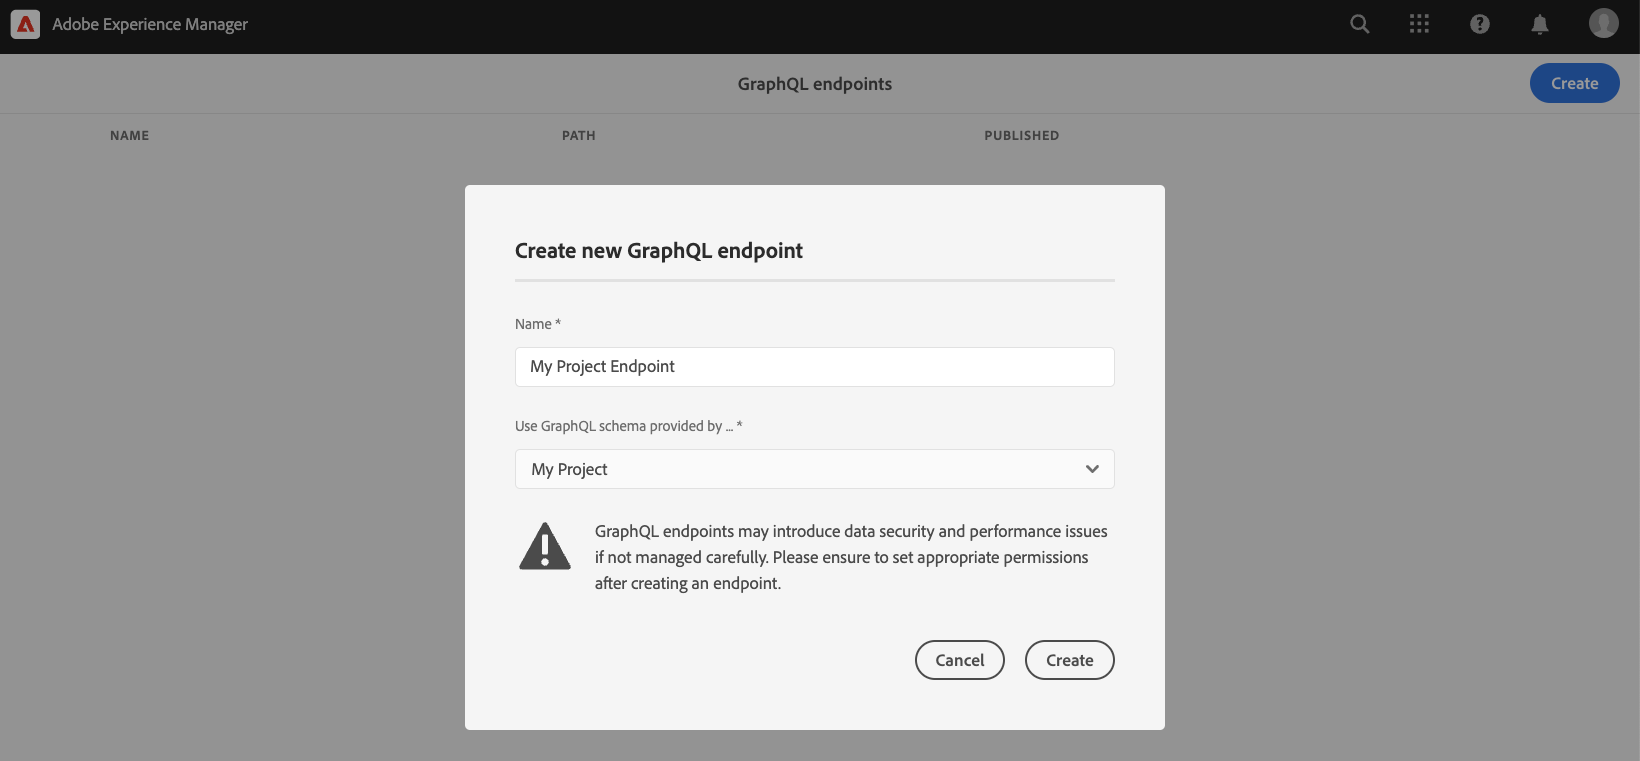 Adobe Experience Manager
GraphQL endpoints
Create
NAME PATH PUBLISHED
Create new GraphQL endpoint
Name *
My Project Endpoint
Use GraphQL schema provided by ... *
My Project
GraphQL endpoints may introduce data security and performance issues
if not managed carefully. Please ensure to set appropriate permissions
after creating an endpoint.
Cancel Create